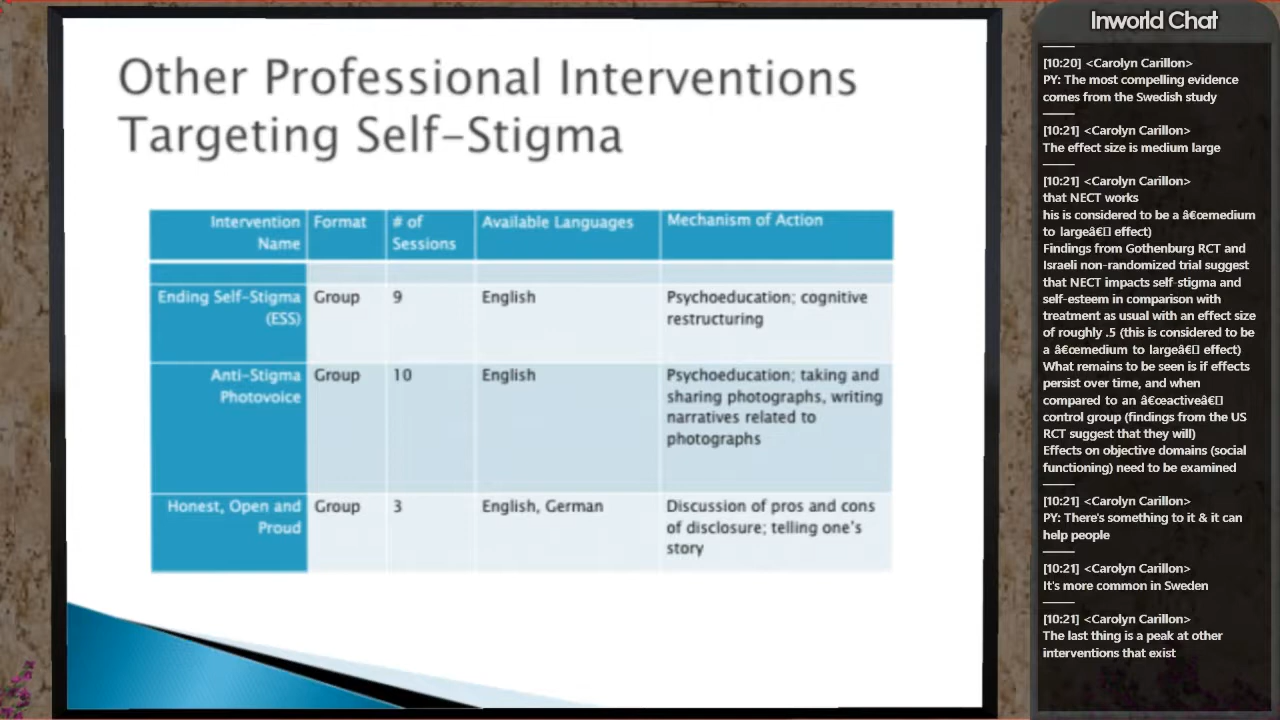 Other Professional Interventions
Targeting Self-Stigma
Intervention Name
Format
# of Sessions
Available Languages
Mechanism of Action
Ending Self-Stigma (ESS)
Group
9
English
Psychoeducation; cognitive
restructuring
Anti-Stigma Photovoice
Group
10
English
Psychoeducation; taking and
sharing photographs, writing
narratives related to
photographs
Honest, Open and Proud
Group
3
English, German
Discussion of pros and cons
of disclosure; telling one's
story
Inworld Chat
[10:20] <Carolyn Carillon>
PY: The most compelling evidence
comes from the Swedish study
[10:21] <Carolyn Carillon>
The effect size is medium large
[10:21] <Carolyn Carillon>
that NECT works
his is considered to be a â€œmedium
to largeâ€ effect)
Findings from Gothenburg RCT and
Israeli non-randomized trial suggest
that NECT impacts self-stigma and
self-esteem in comparison with
treatment as usual with an effect size
of roughly .5 (this is considered to be
a â€œmedium to largeâ€ effect)
What remains to be seen is if effects
persist over time, and when
compared to an â€œactiveâ€
control group (findings from the US
RCT suggest that they will)
Effects on objective domains (social
functioning) need to be examined
[10:21] <Carolyn Carillon>
PY: There's something to it & it can
help people
[10:21] <Carolyn Carillon>
It's more common in Sweden
[10:21] <Carolyn Carillon>
The last thing is a peak at other
interventions that exist